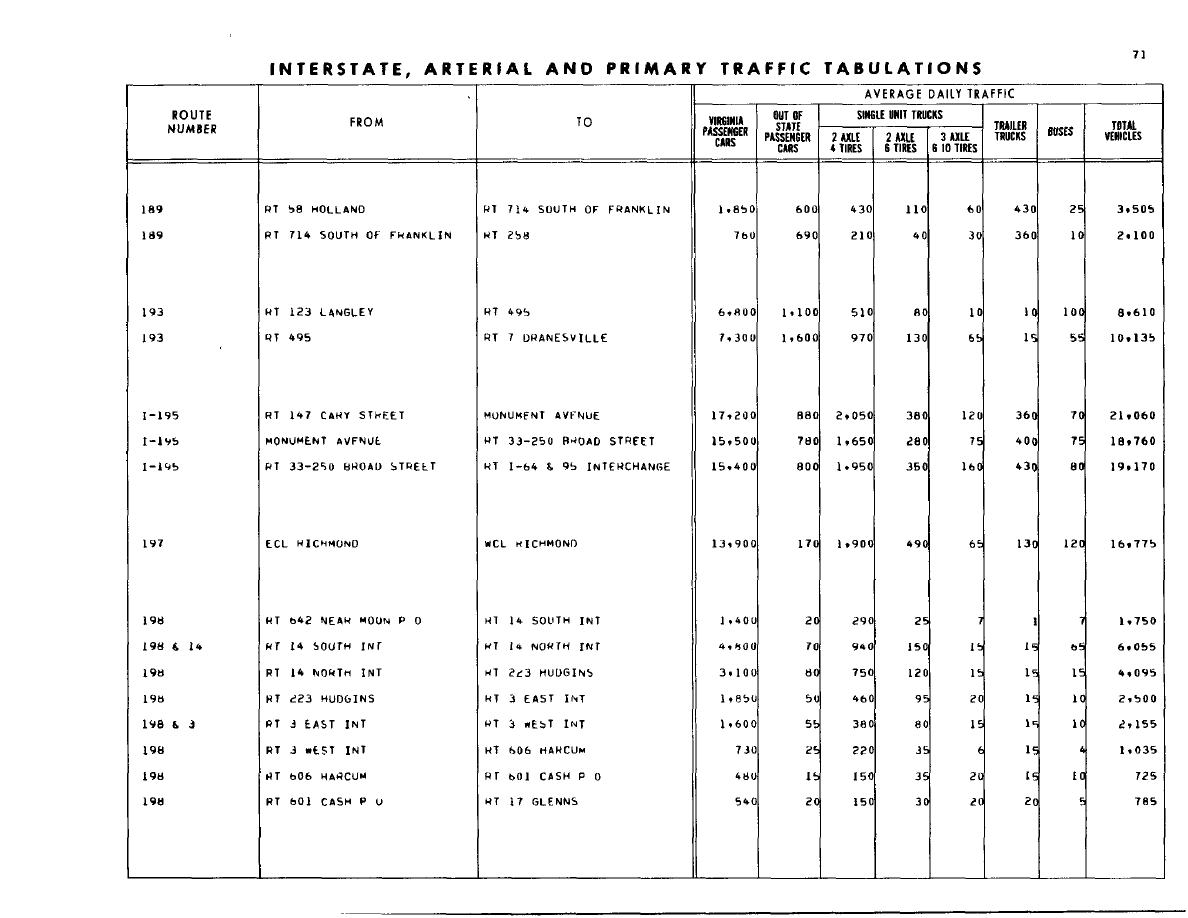 71
INTERSTATE, ARTERIAL AND PRIMARY TRAFFIC TABULATIONS
AVERAGE DAILY TRAFFIC
ROUTE NUMBER FROM TO VIRGINIA PASSENGER CARS OUT OF STATE PASSENGER CARS SINGLE UNIT TRUCKS TRAILER TRUCKS BUSES TOTAL VEHICLES
2 AXLE 4 TIRES 2 AXLE 6 TIRES 3 AXLE 6 10 TIRES
189 RT 58 HOLLAND RT 714 SOUTH OF FRANKLIN 1,850 600 430 110 60 430 25 3,505
189 RT 714 SOUTH OF FRANKLIN RT 258 760 690 210 40 30 360 10 2,100
193 RT 123 LANGLEY RT 495 6,800 1,100 510 80 10 10 100 8,610
193 RT 495 RT 7 DRANESVILLE 7,300 1,600 970 130 65 15 55 10,135
I-195 RT 147 CARY STREET MONUMENT AVENUE 17,200 880 2,050 380 120 360 70 21,060
I-195 MONUMENT AVENUE RT 33-250 BROAD STREET 15,500 780 1,650 280 75 400 75 18,760
I-195 RT 33-250 BROAD STREET RT I-64 & 95 INTERCHANGE 15,400 800 1,950 350 160 430 80 19,170
197 ECL RICHMOND WCL RICHMOND 13,900 170 1,900 490 65 130 120 16,775
198 RT 642 NEAR MOON P O RT 14 SOUTH INT 1,400 20 290 25 7 1 7 1,750
198 & 14 RT 14 SOUTH INT RT 14 NORTH INT 4,800 70 940 150 15 15 65 6,055
198 RT 14 NORTH INT RT 223 HUDGINS 3,100 80 750 120 15 15 15 4,095
198 RT 223 HUDGINS RT 3 EAST INT 1,850 50 460 95 20 15 10 2,500
198 & 3 RT 3 EAST INT RT 3 WEST INT 1,600 55 380 80 15 15 10 2,155
198 RT 3 WEST INT RT 606 HARCUM 730 25 220 35 6 15 4 1,035
198 RT 606 HARCUM RT 601 CASH P O 480 15 150 35 20 15 10 725
198 RT 601 CASH P O RT 17 GLENNS 540 20 150 30 20 20 5 785